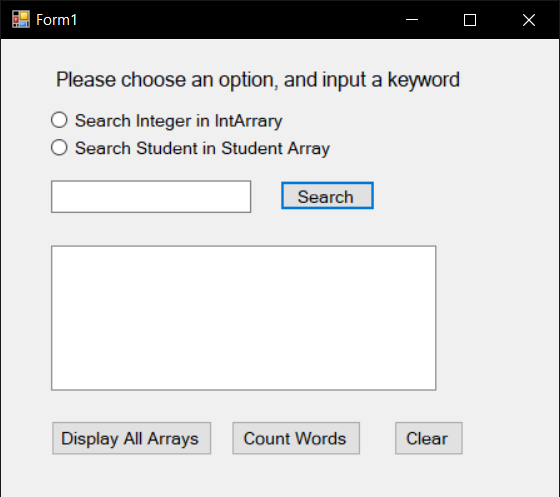 Form1
Please choose an option, and input a keyword
Search Integer in IntArrary
Search Student in Student Array
Search
Display All Arrays Count Words Clear